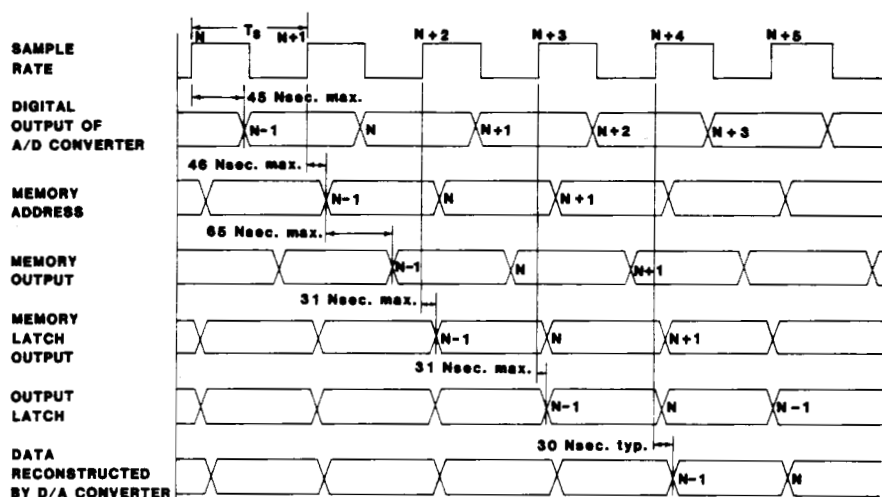 N Ts N+1 N+2 N+3 N+4 N+5
SAMPLE
RATE
45 Nsec. max.
DIGITAL
OUTPUT OF
A/D CONVERTER
N-1 N N+1 N+2 N+3
46 Nsec. max.
MEMORY
ADDRESS
N-1 N N+1
65 Nsec. max.
MEMORY
OUTPUT
N-1 N N+1
31 Nsec. max.
MEMORY
LATCH
OUTPUT
N-1 N N+1
31 Nsec. max.
OUTPUT
LATCH
N-1 N N-1
30 Nsec. typ.
DATA
RECONSTRUCTED
BY D/A CONVERTER
N-1 N